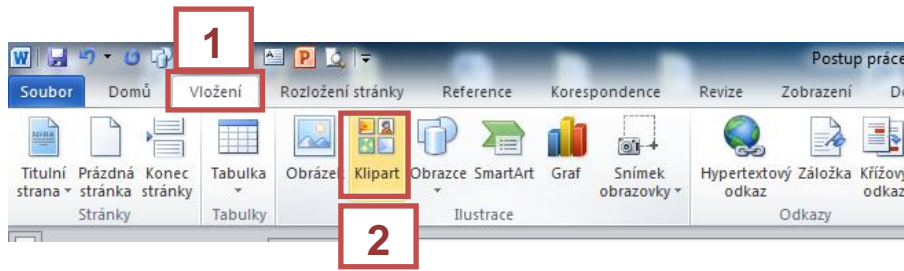 1
W P Postup práce
Soubor Domů Vložení Rozložení stránky Reference Korespondence Revize Zobrazení
Titulní Prázdná Konec Tabulka Obrázek Klipart Obrazce SmartArt Graf Snímek Hypertextový Záložka Křížový
strana stránka stránky obrazovky odkaz odkaz
Stránky Tabulky Ilustrace Odkazy
2